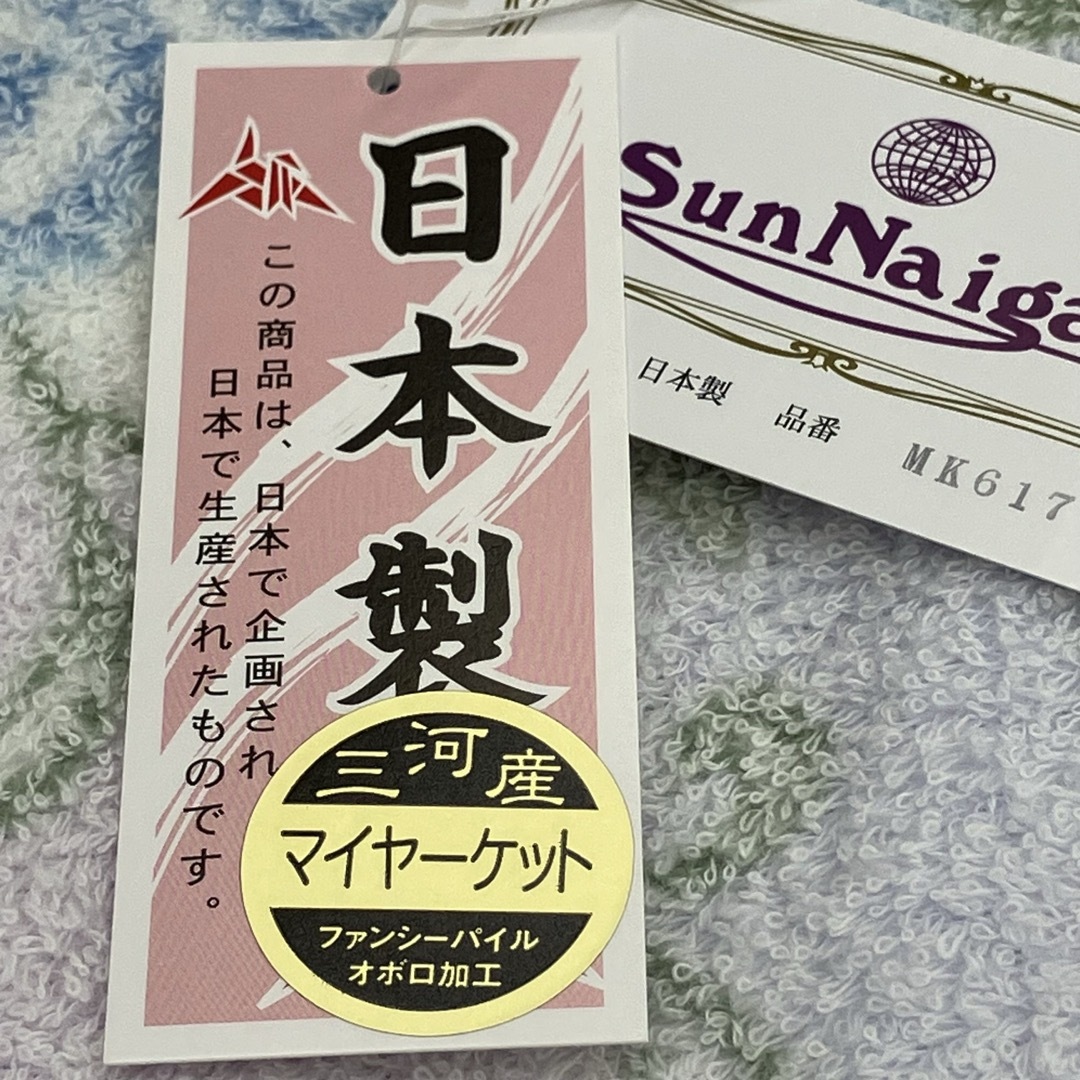 日本製
この商品は、日本で企画され
日本で生産されたものです。
三河産
マイヤーケット
ファンシーパイル
オボロ加工
日本製 品番 MK617